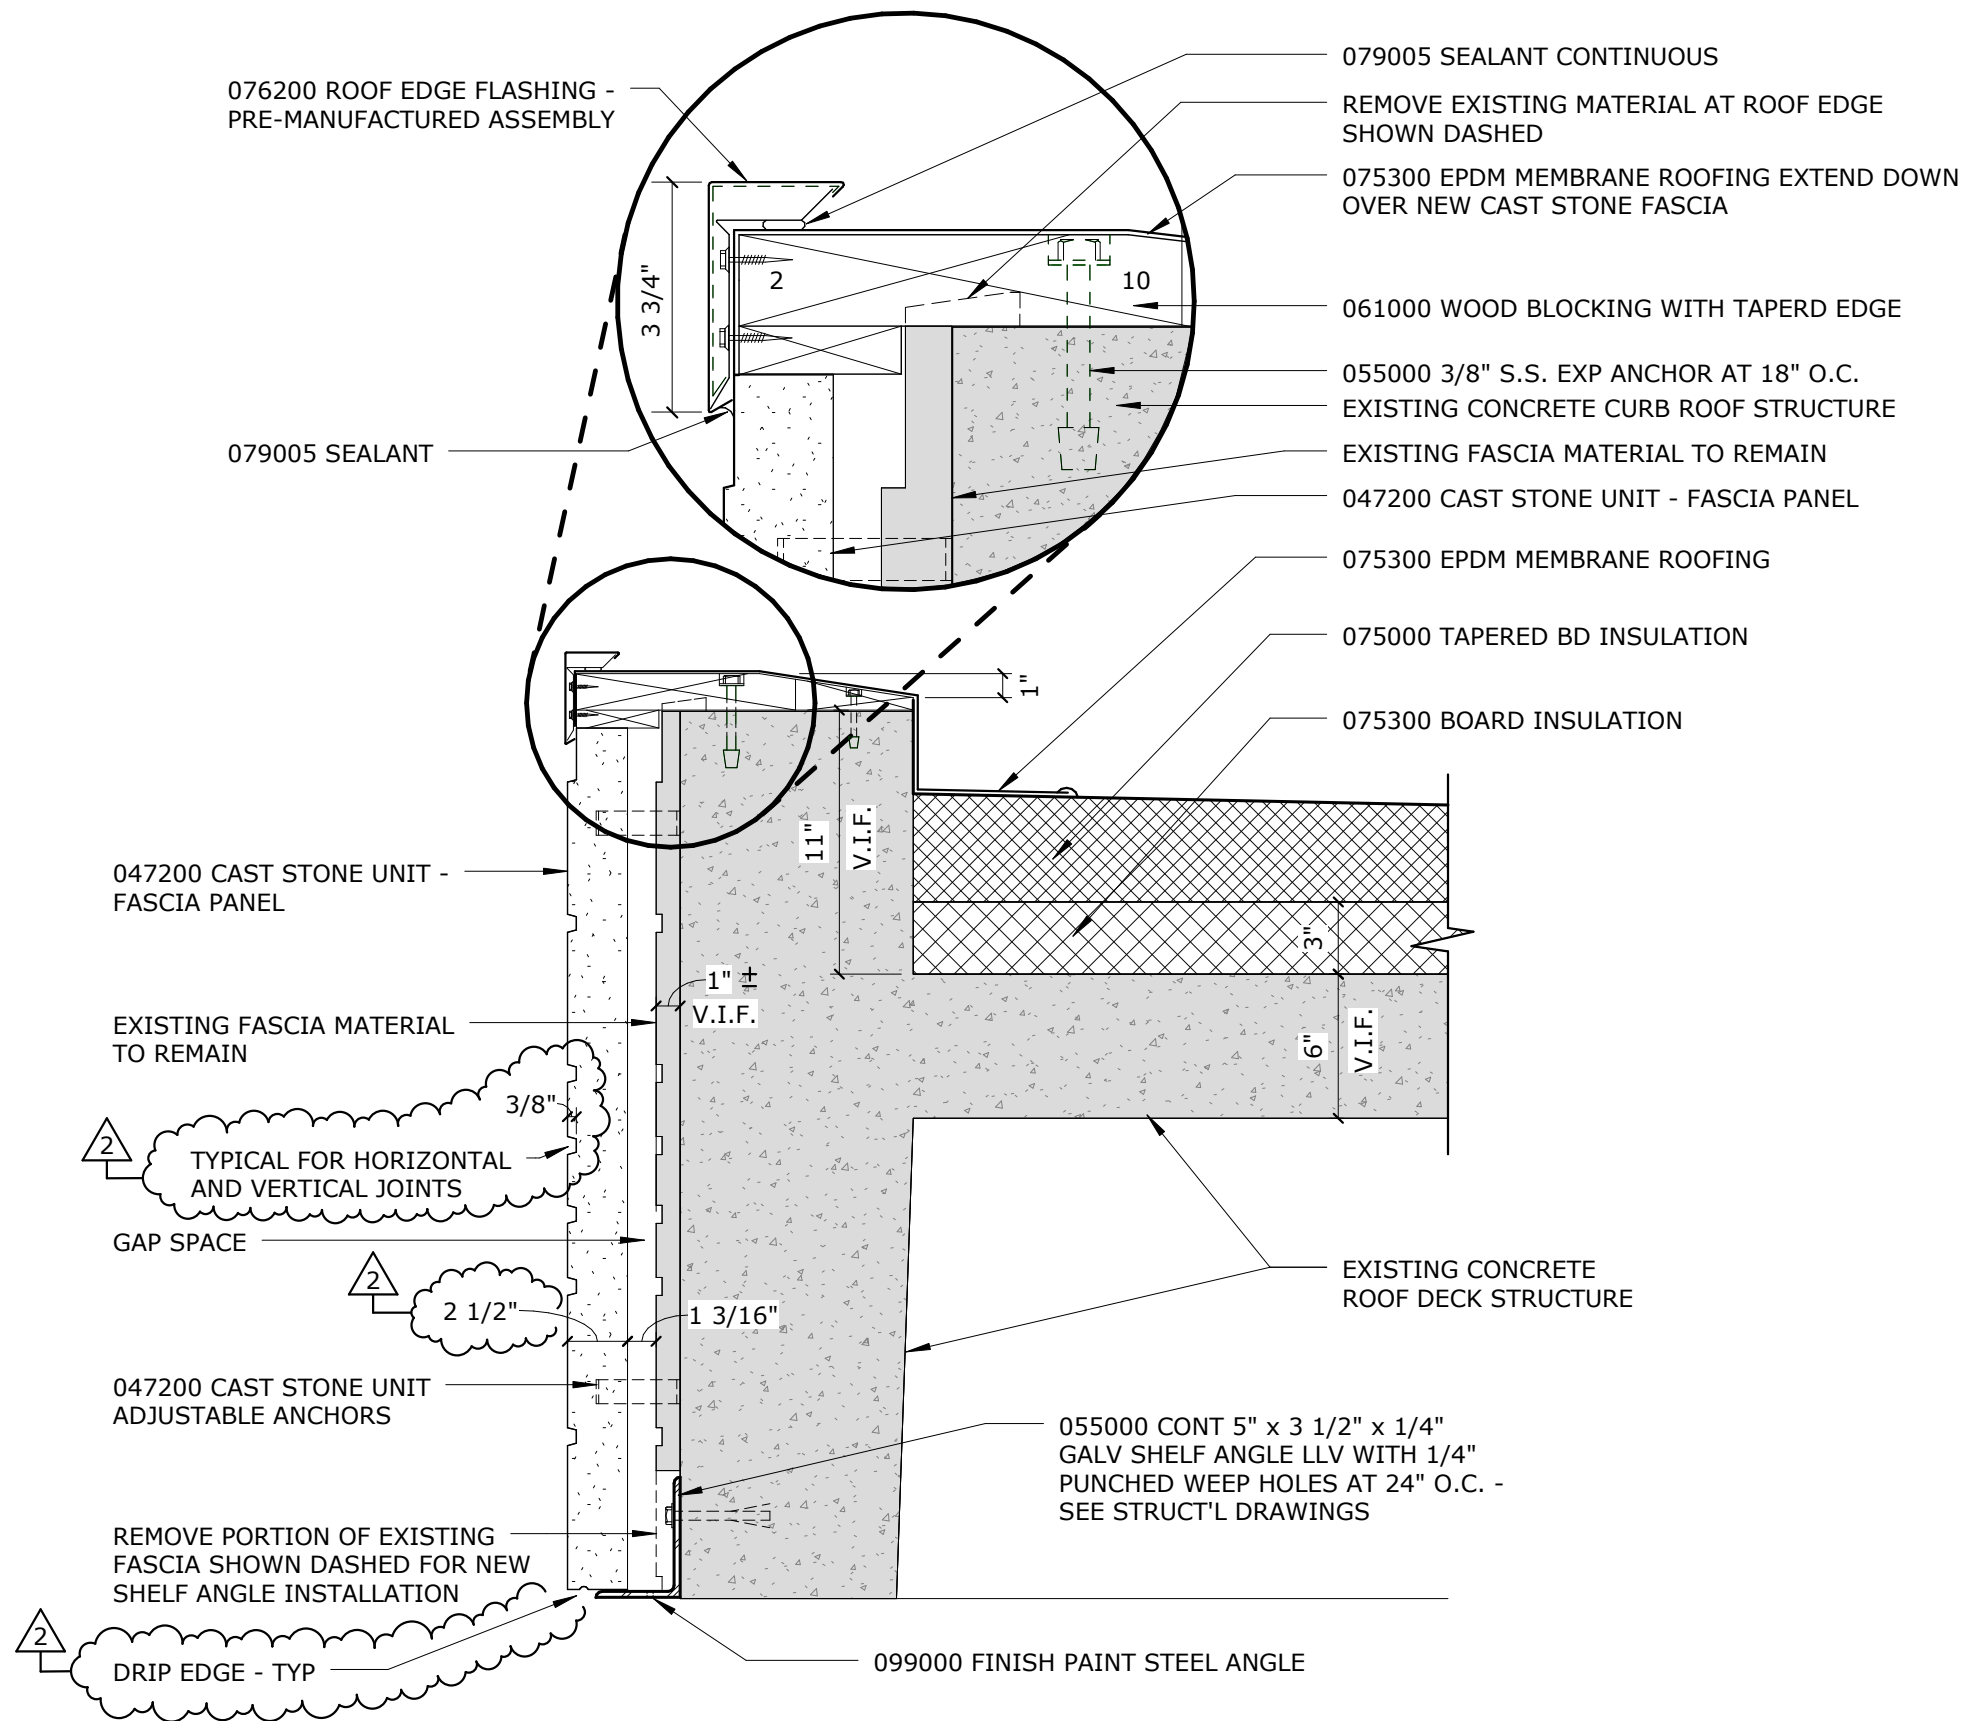 076200 ROOF EDGE FLASHING -
PRE-MANUFACTURED ASSEMBLY
079005 SEALANT CONTINUOUS
REMOVE EXISTING MATERIAL AT ROOF EDGE
SHOWN DASHED
075300 EPDM MEMBRANE ROOFING EXTEND DOWN
OVER NEW CAST STONE FASCIA
3 3/4"
2
10
061000 WOOD BLOCKING WITH TAPERD EDGE
055000 3/8" S.S. EXP ANCHOR AT 18" O.C.
EXISTING CONCRETE CURB ROOF STRUCTURE
079005 SEALANT
EXISTING FASCIA MATERIAL TO REMAIN
047200 CAST STONE UNIT - FASCIA PANEL
075300 EPDM MEMBRANE ROOFING
075000 TAPERED BD INSULATION
1"
075300 BOARD INSULATION
11"
V.I.F.
047200 CAST STONE UNIT -
FASCIA PANEL
3"
1" ±
V.I.F.
EXISTING FASCIA MATERIAL
TO REMAIN
6"
V.I.F.
3/8"
2
TYPICAL FOR HORIZONTAL
AND VERTICAL JOINTS
GAP SPACE
2
2 1/2"
1 3/16"
EXISTING CONCRETE
ROOF DECK STRUCTURE
047200 CAST STONE UNIT
ADJUSTABLE ANCHORS
055000 CONT 5" x 3 1/2" x 1/4"
GALV SHELF ANGLE LLV WITH 1/4"
PUNCHED WEEP HOLES AT 24" O.C. -
SEE STRUCT'L DRAWINGS
REMOVE PORTION OF EXISTING
FASCIA SHOWN DASHED FOR NEW
SHELF ANGLE INSTALLATION
2
DRIP EDGE - TYP
099000 FINISH PAINT STEEL ANGLE